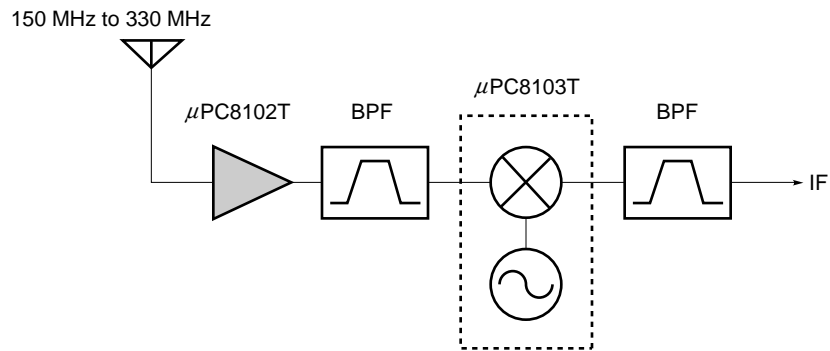 150 MHz to 330 MHz
μPC8102T
BPF
μPC8103T
BPF
IF